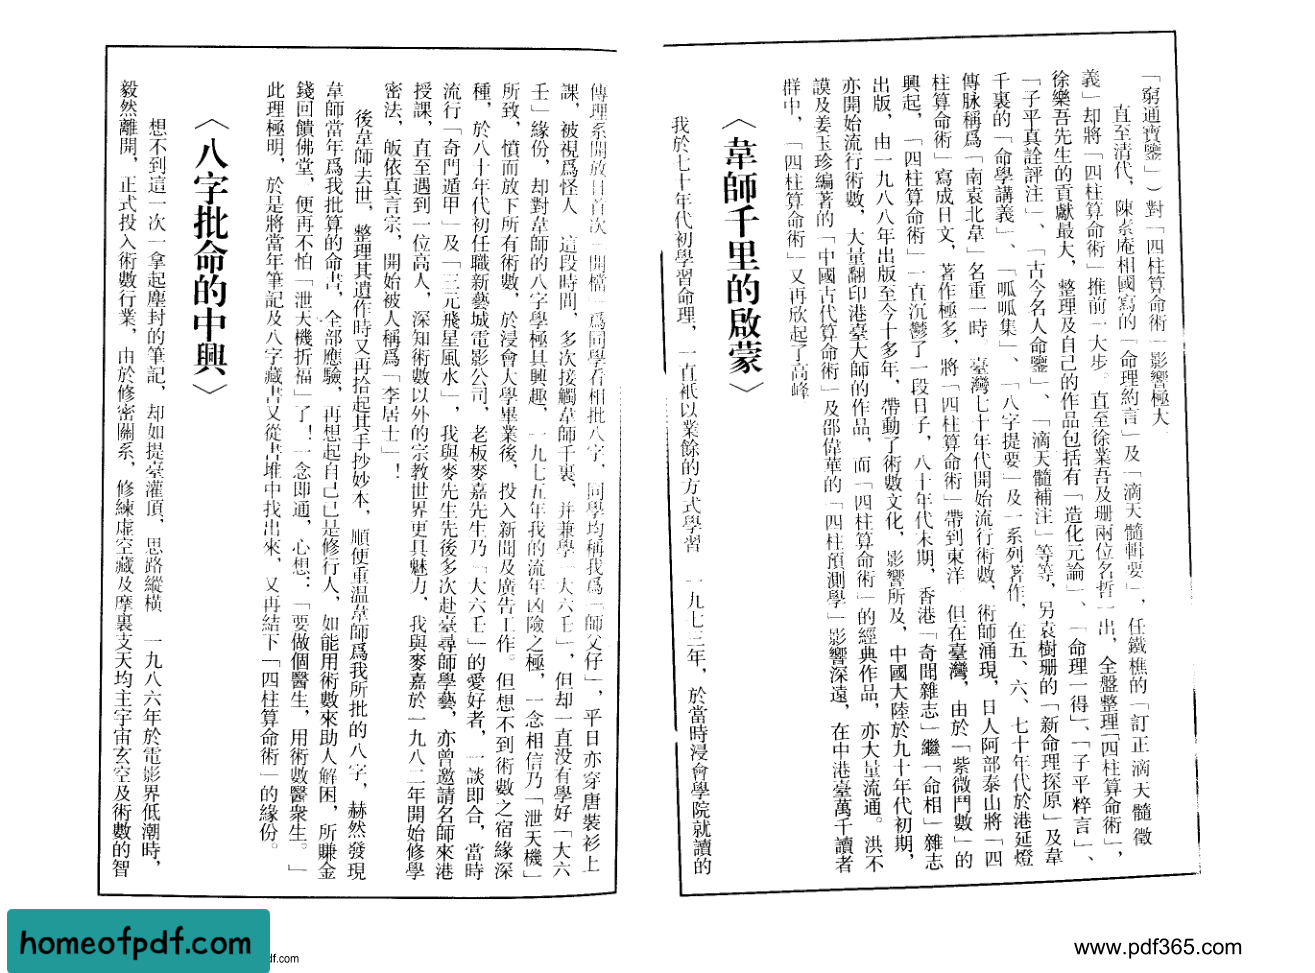 「窮通寶鑒」）對「四柱算命術」影響極大
直至清代，陳素庵相國寫的「命理約言」及「滴天髓輯要」，任鐵樵的「訂正滴天髓徵
義」却將「四柱算命術」推前一大步。直至徐業吾及珊兩位名哲一出，全盤整理「四柱算命術」，
徐樂吾先生的貢獻最大，整理及自己的作品包括有「造化元論」、「命理一得」、「子平粹言」、
「子平真詮評注」、「古今名人命鑒」、「滴天髓補注」等等，另袁樹珊的「新命理探原」及韋
千裏的「命學講義」、「呱呱集」、「八字提要」及一系列著作，在五、六、七十年代於港延燈
傳脉稱爲「南袁北韋」名重一時，臺灣七十年代開始流行術數，術師涌現，日人阿部泰山將「四
柱算命術」寫成日文，著作極多，將「四柱算命術」帶到東洋，但在臺灣，由於「紫微鬥數」的
興起，「四柱算命術」一直沉鬱了一段日子，八十年代末期，香港「奇聞雜志」繼「命相」雜志
出版，由一九八八年出版至今十多年，帶動了術數文化，影響所及，中國大陸於九十年代初期，
亦開始流行術數，大量翻印港臺大師的作品，而「四柱算命術」的經典作品，亦大量流通。洪不
謨及姜玉珍編著的「中國古代算命術」及邵偉華的「四柱預測學」影響深遠，在中港臺萬千讀者
群中，「四柱算命術」又再欣起了高峰
〈韋師千里的啟蒙〉
我於七十年代初學習命理，一直衹以業餘的方式學習　一九七三年，於當時浸會學院就讀的
傳理系開放日首次「開檔」爲同學看相批八字，同學均稱我爲「師父仔」，平日亦穿唐裝衫上
課，被視爲怪人　這段時間，多次接觸韋師千裏，并兼學「大六壬」，但却一直没有學好「大六
壬」緣份，却對韋師的八字學極具興趣，一九七五年我的流年凶險之極，一念相信乃「泄天機」
所致，憤而放下所有術數，於浸會大學畢業後，投入新聞及廣告工作。但想不到術數之宿緣深
種，於八十年代初任職新藝城電影公司，老板麥嘉先生乃「大六壬」的愛好者，一談即合，當時
流行「奇門遁甲」及「三元飛星風水」，我與麥先生先後多次赴臺尋師學藝，亦曾邀請名師來港
授課，直至遇到一位高人，深知術數以外的宗教世界更具魅力，我與麥嘉於一九八二年開始修學
密法，皈依真言宗，開始被人稱爲「李居士」！
後韋師去世，整理其遺作時又再拾起其手抄妙本，順便重温韋師爲我所批的八字，赫然發現
韋師當年爲我批算的命書，全部應驗，再想起自己已是修行人，如能用術數來助人解困，所賺金
錢回饋佛堂，便再不怕「泄天機折福」了！一念即通，心想：「要做個醫生，用術數醫衆生。」
此理極明，於是將當年筆記及八字藏書又從書堆中找出來，又再結下「四柱算命術」的緣份。
〈八字批命的中興〉
想不到這一次一拿起塵封的筆記，却如提臺灌頂，思路縱橫　一九八六年於電影界低潮時，
毅然離開，正式投入術數行業，由於修密關系，修練虚空藏及摩裏支天均主宇宙玄空及術數的智
homeofpdf.com
df.com
www.pdf365.com